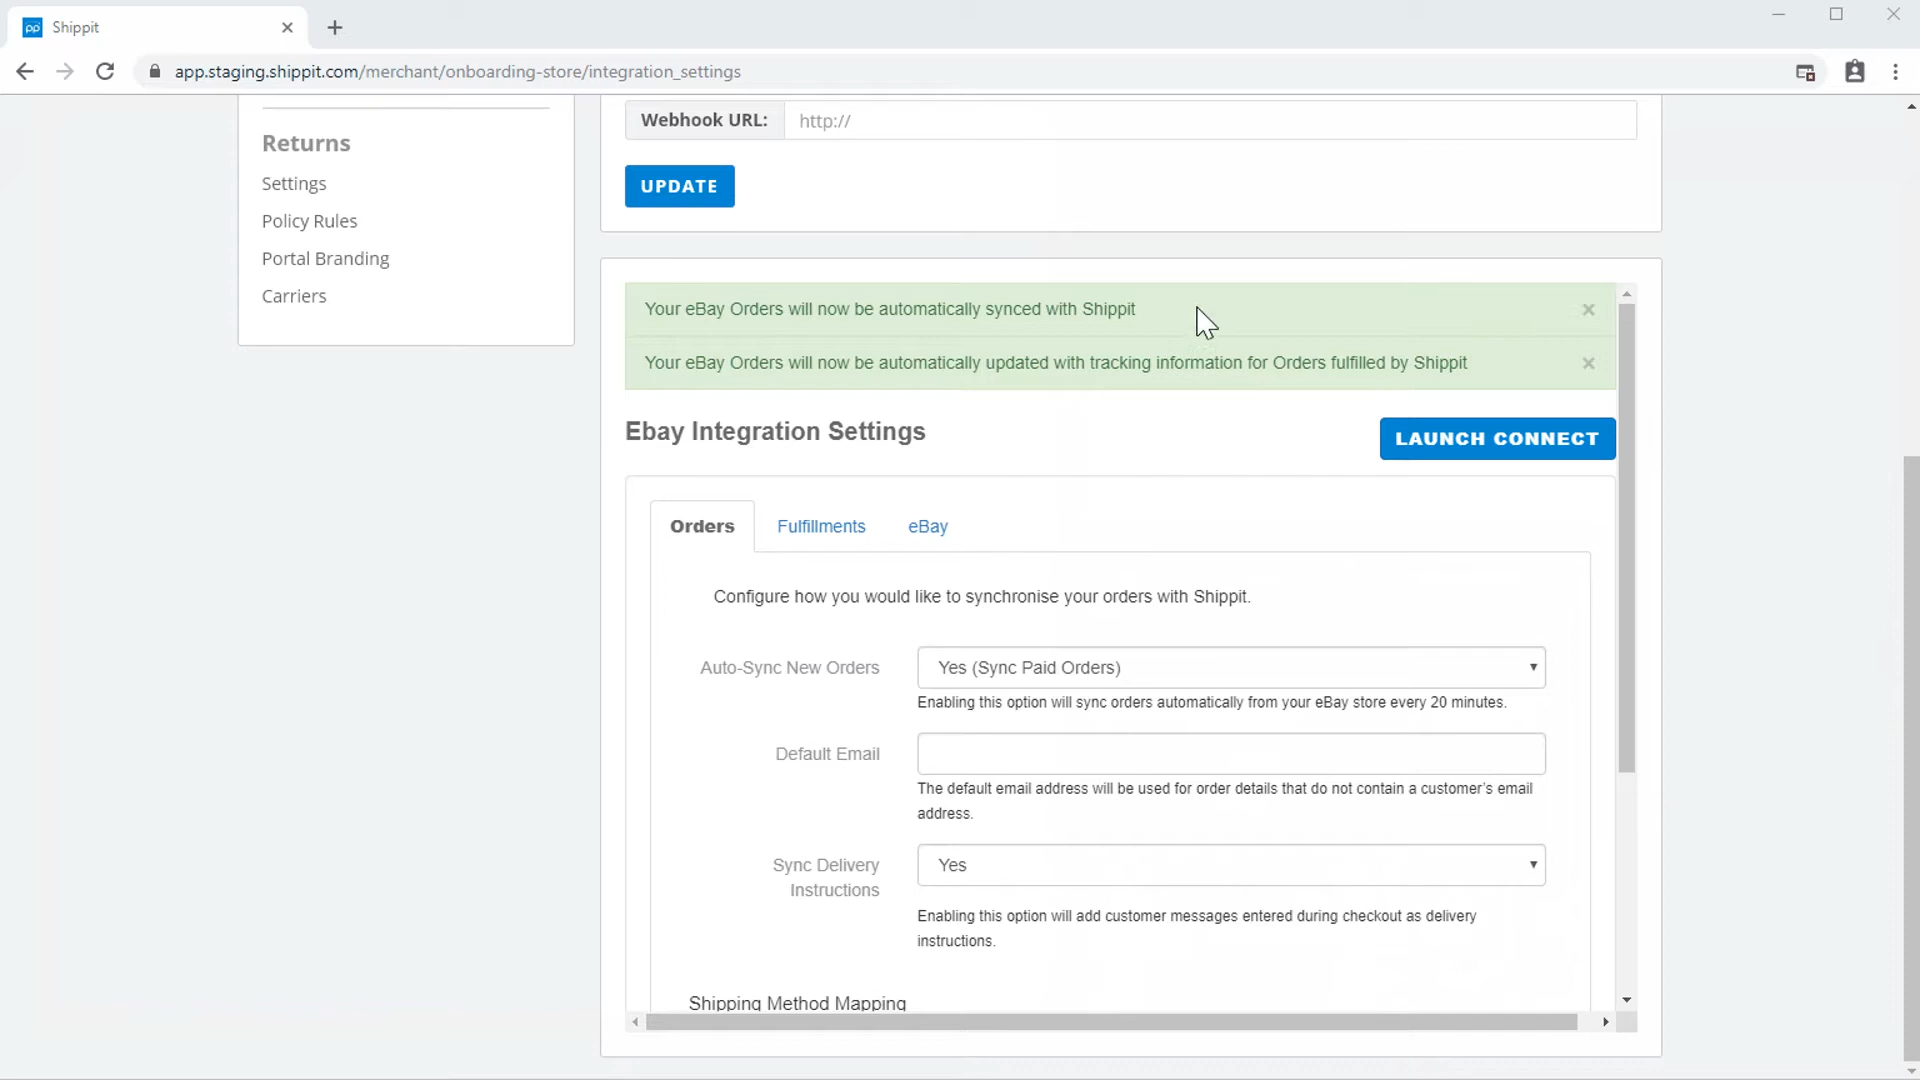 Shippit
app.staging.shippit.com/merchant/onboarding-store/integration_settings
Returns
Settings
Policy Rules
Portal Branding
Carriers
Webhook URL:
http://
UPDATE
Your eBay Orders will now be automatically synced with Shippit
Your eBay Orders will now be automatically updated with tracking information for Orders fulfilled by Shippit
Ebay Integration Settings
LAUNCH CONNECT
Orders
Fulfillments
eBay
Configure how you would like to synchronise your orders with Shippit.
Auto-Sync New Orders
Yes (Sync Paid Orders)
Enabling this option will sync orders automatically from your eBay store every 20 minutes.
Default Email
The default email address will be used for order details that do not contain a customer's email
address.
Sync Delivery
Instructions
Yes
Enabling this option will add customer messages entered during checkout as delivery
instructions.
Shipping Method Mapping